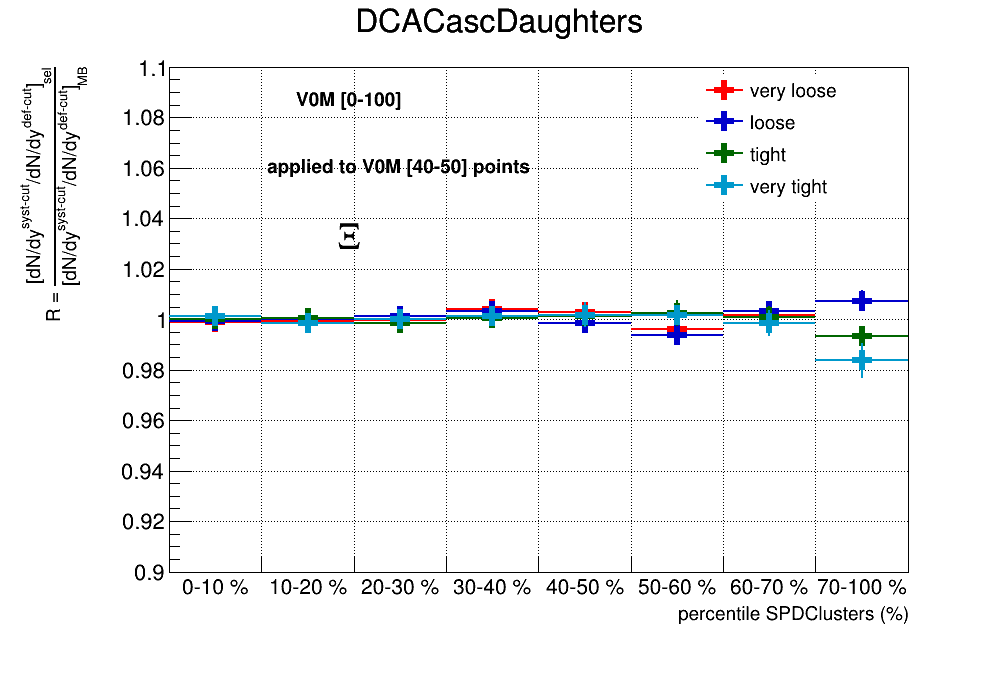 DCACascDaughters
R = [dN/dy^syst-cut/dN/dy^def-cut]_sel
[dN/dy^syst-cut/dN/dy^def-cut]_MB
1.1
1.08
1.06
1.04
1.02
1
0.98
0.96
0.94
0.92
0.9
V0M [0-100]
applied to V0M [40-50] points
Ξ
very loose
loose
tight
very tight
0-10 % 10-20 % 20-30 % 30-40 % 40-50 % 50-60 % 60-70 % 70-100 %
percentile SPDClusters (%)